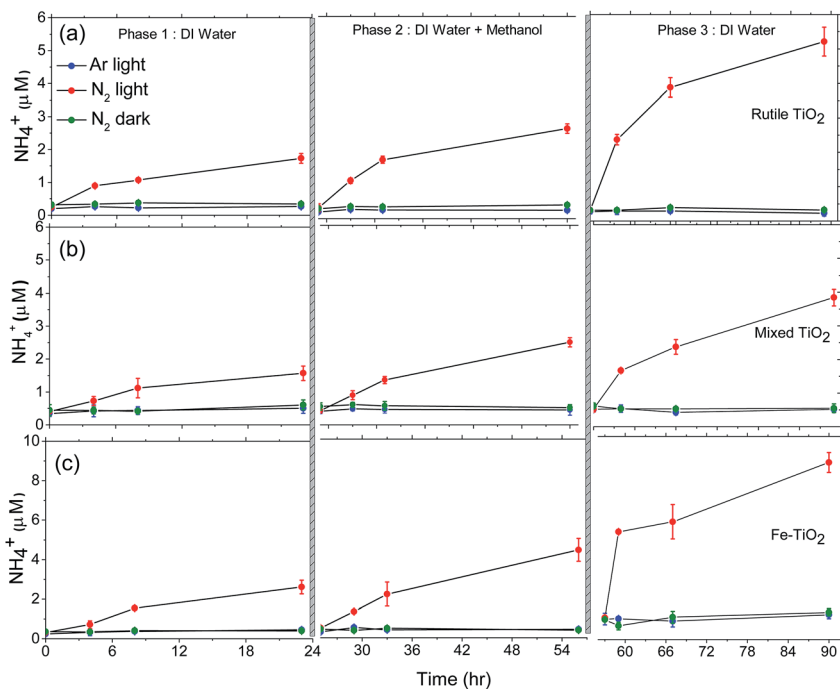 (a)
Phase 1 : DI Water
Phase 2 : DI Water + Methanol
Phase 3 : DI Water
Ar light
N₂ light
N₂ dark
Rutile TiO₂
NH4⁺ (μM)
6
5
4
3
2
1
0
(b)
Mixed TiO₂
NH₄⁺ (μM)
6
5
4
3
2
1
0
(c)
Fe-TiO₂
NH4⁺ (μM)
10
8
6
4
2
0
0 6 12 18 24 30 36 42 48 54 60 66 72 78 84 90
Time (hr)